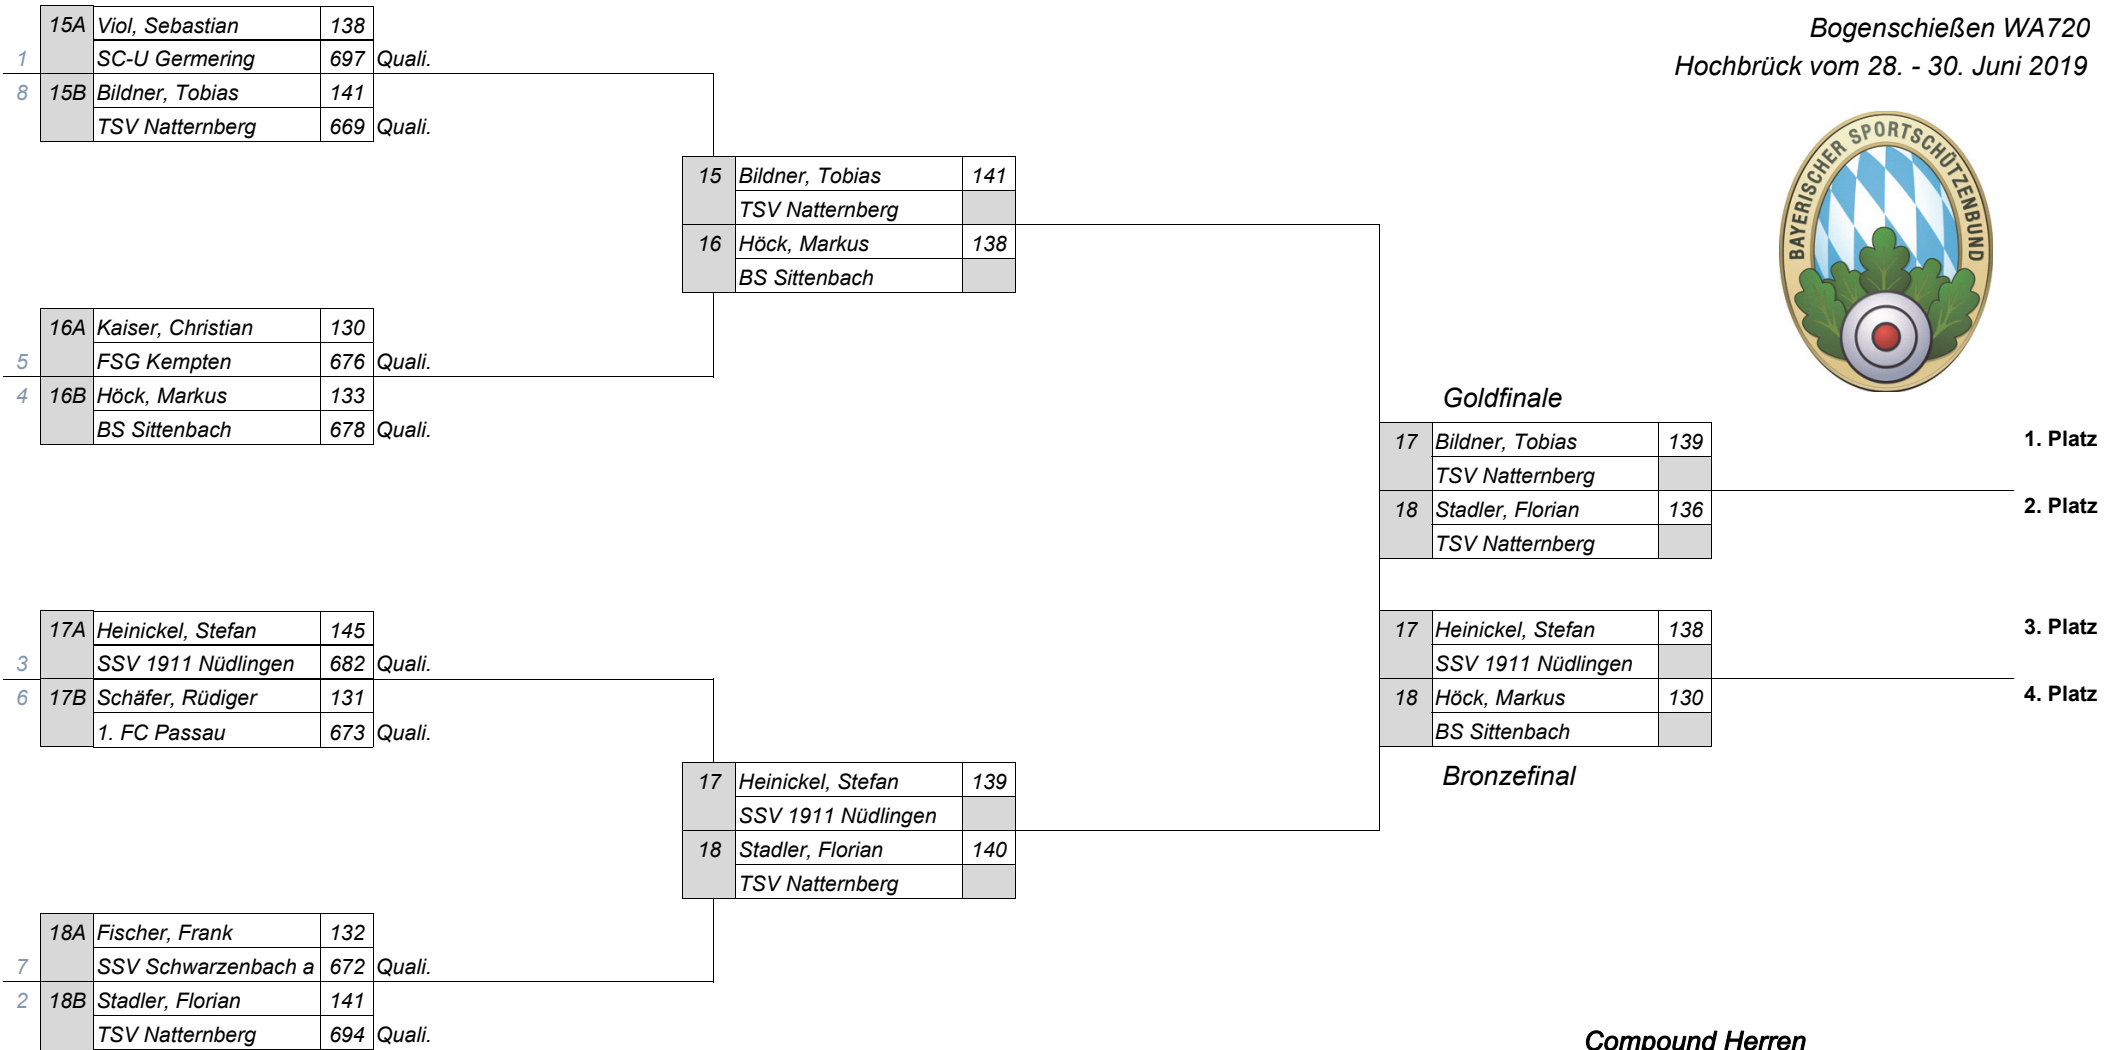 Bogenschießen WA720
Hochbrück vom 28. - 30. Juni 2019
BAYERISCHER SPORTSCHÜTZENBUND
15A Viol, Sebastian 138
1 SC-U Germering 697 Quali.
8 15B Bildner, Tobias 141
TSV Natternberg 669 Quali.
15 Bildner, Tobias 141
TSV Natternberg
16 Höck, Markus 138
BS Sittenbach
16A Kaiser, Christian 130
5 FSG Kempten 676 Quali.
4 16B Höck, Markus 133
BS Sittenbach 678 Quali.
Goldfinale
17 Bildner, Tobias 139 1. Platz
TSV Natternberg
18 Stadler, Florian 136 2. Platz
TSV Natternberg
17A Heinickel, Stefan 145
3 SSV 1911 Nüdlingen 682 Quali.
6 17B Schäfer, Rüdiger 131
1. FC Passau 673 Quali.
17 Heinickel, Stefan 138 3. Platz
SSV 1911 Nüdlingen
18 Höck, Markus 130 4. Platz
BS Sittenbach
Bronzefinal
17 Heinickel, Stefan 139
SSV 1911 Nüdlingen
18 Stadler, Florian 140
TSV Natternberg
18A Fischer, Frank 132
7 SSV Schwarzenbach a 672 Quali.
2 18B Stadler, Florian 141
TSV Natternberg 694 Quali.
Compound Herren